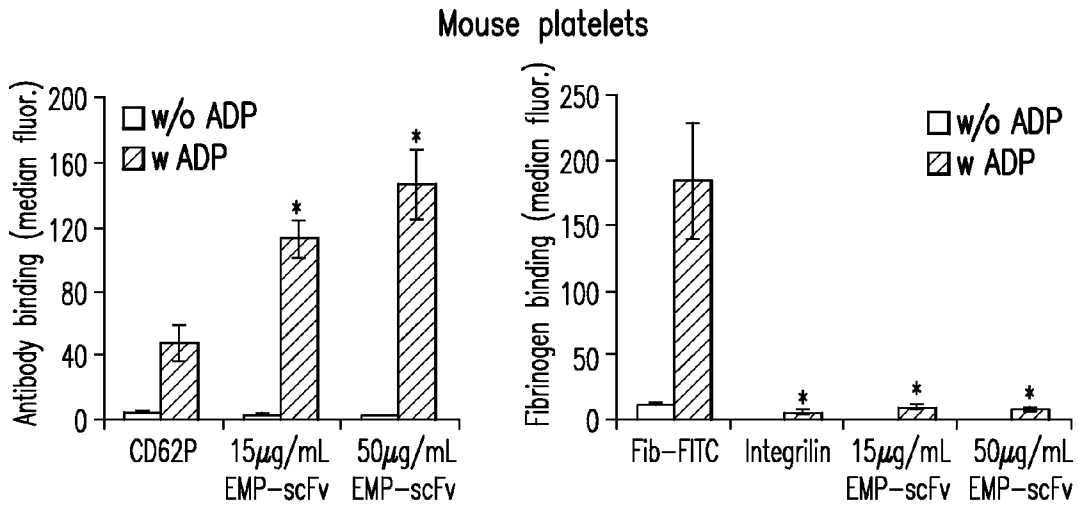 Mouse platelets
Antibody binding (median fluor.)
200
160
120
80
40
0
w/o ADP
w ADP
*
*
CD62P
15μg/mL
EMP-scFv
50μg/mL
EMP-scFv
Fibrinogen binding (median fluor.)
250
200
150
100
50
0
w/o ADP
w ADP
*
*
*
Fib-FITC
Integrilin
15μg/mL
EMP-scFv
50μg/mL
EMP-scFv